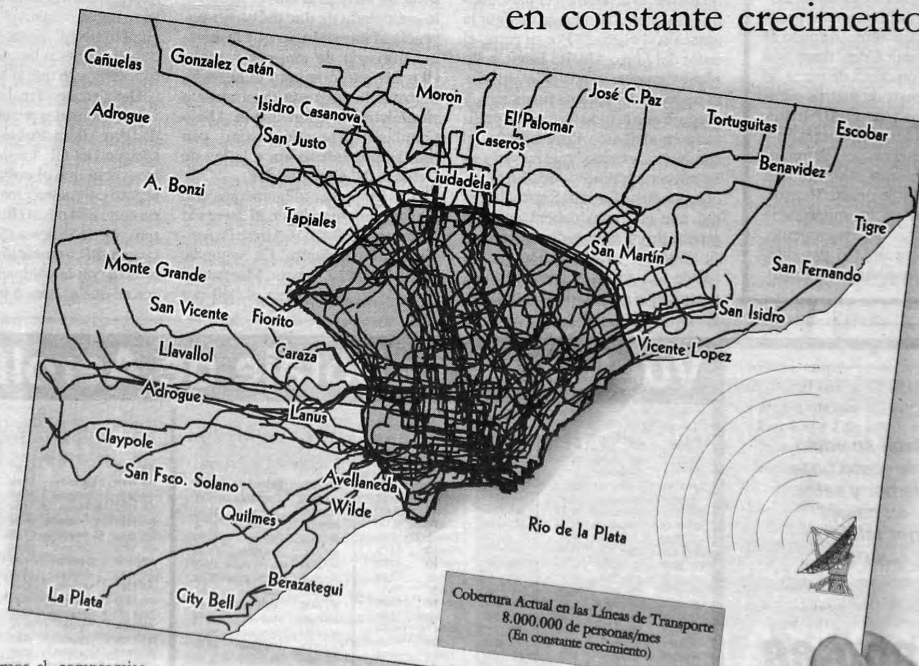 en constante crecimento
Cañuelas
Gonzalez Catán
Adrogue
Isidro Casanova
Moron
José C.Paz
El Palomar
Tortuguitas
Escobar
San Justo
Caseros
Benavidez
Ciudadela
A. Bonzi
Tapiales
Tigre
San Martín
San Fernando
Monte Grande
San Isidro
San Vicente
Fiorito
Vicente Lopez
Llavallol
Caraza
Adrogue
Lanus
Claypole
San Fsco. Solano
Avellaneda
Quilmes
Wilde
Rio de la Plata
La Plata
City Bell
Berazategui
Cobertura Actual en las Líneas de Transporte
8.000.000 de personas/mes
(En constante crecimiento)